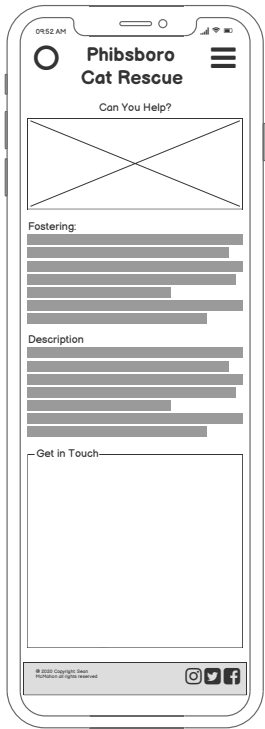 09:52 AM
Phibsboro
Cat Rescue
Can You Help?
Fostering:
Description
Get in Touch
© 2020 Copyright: Sean
McMahon all rights reserved